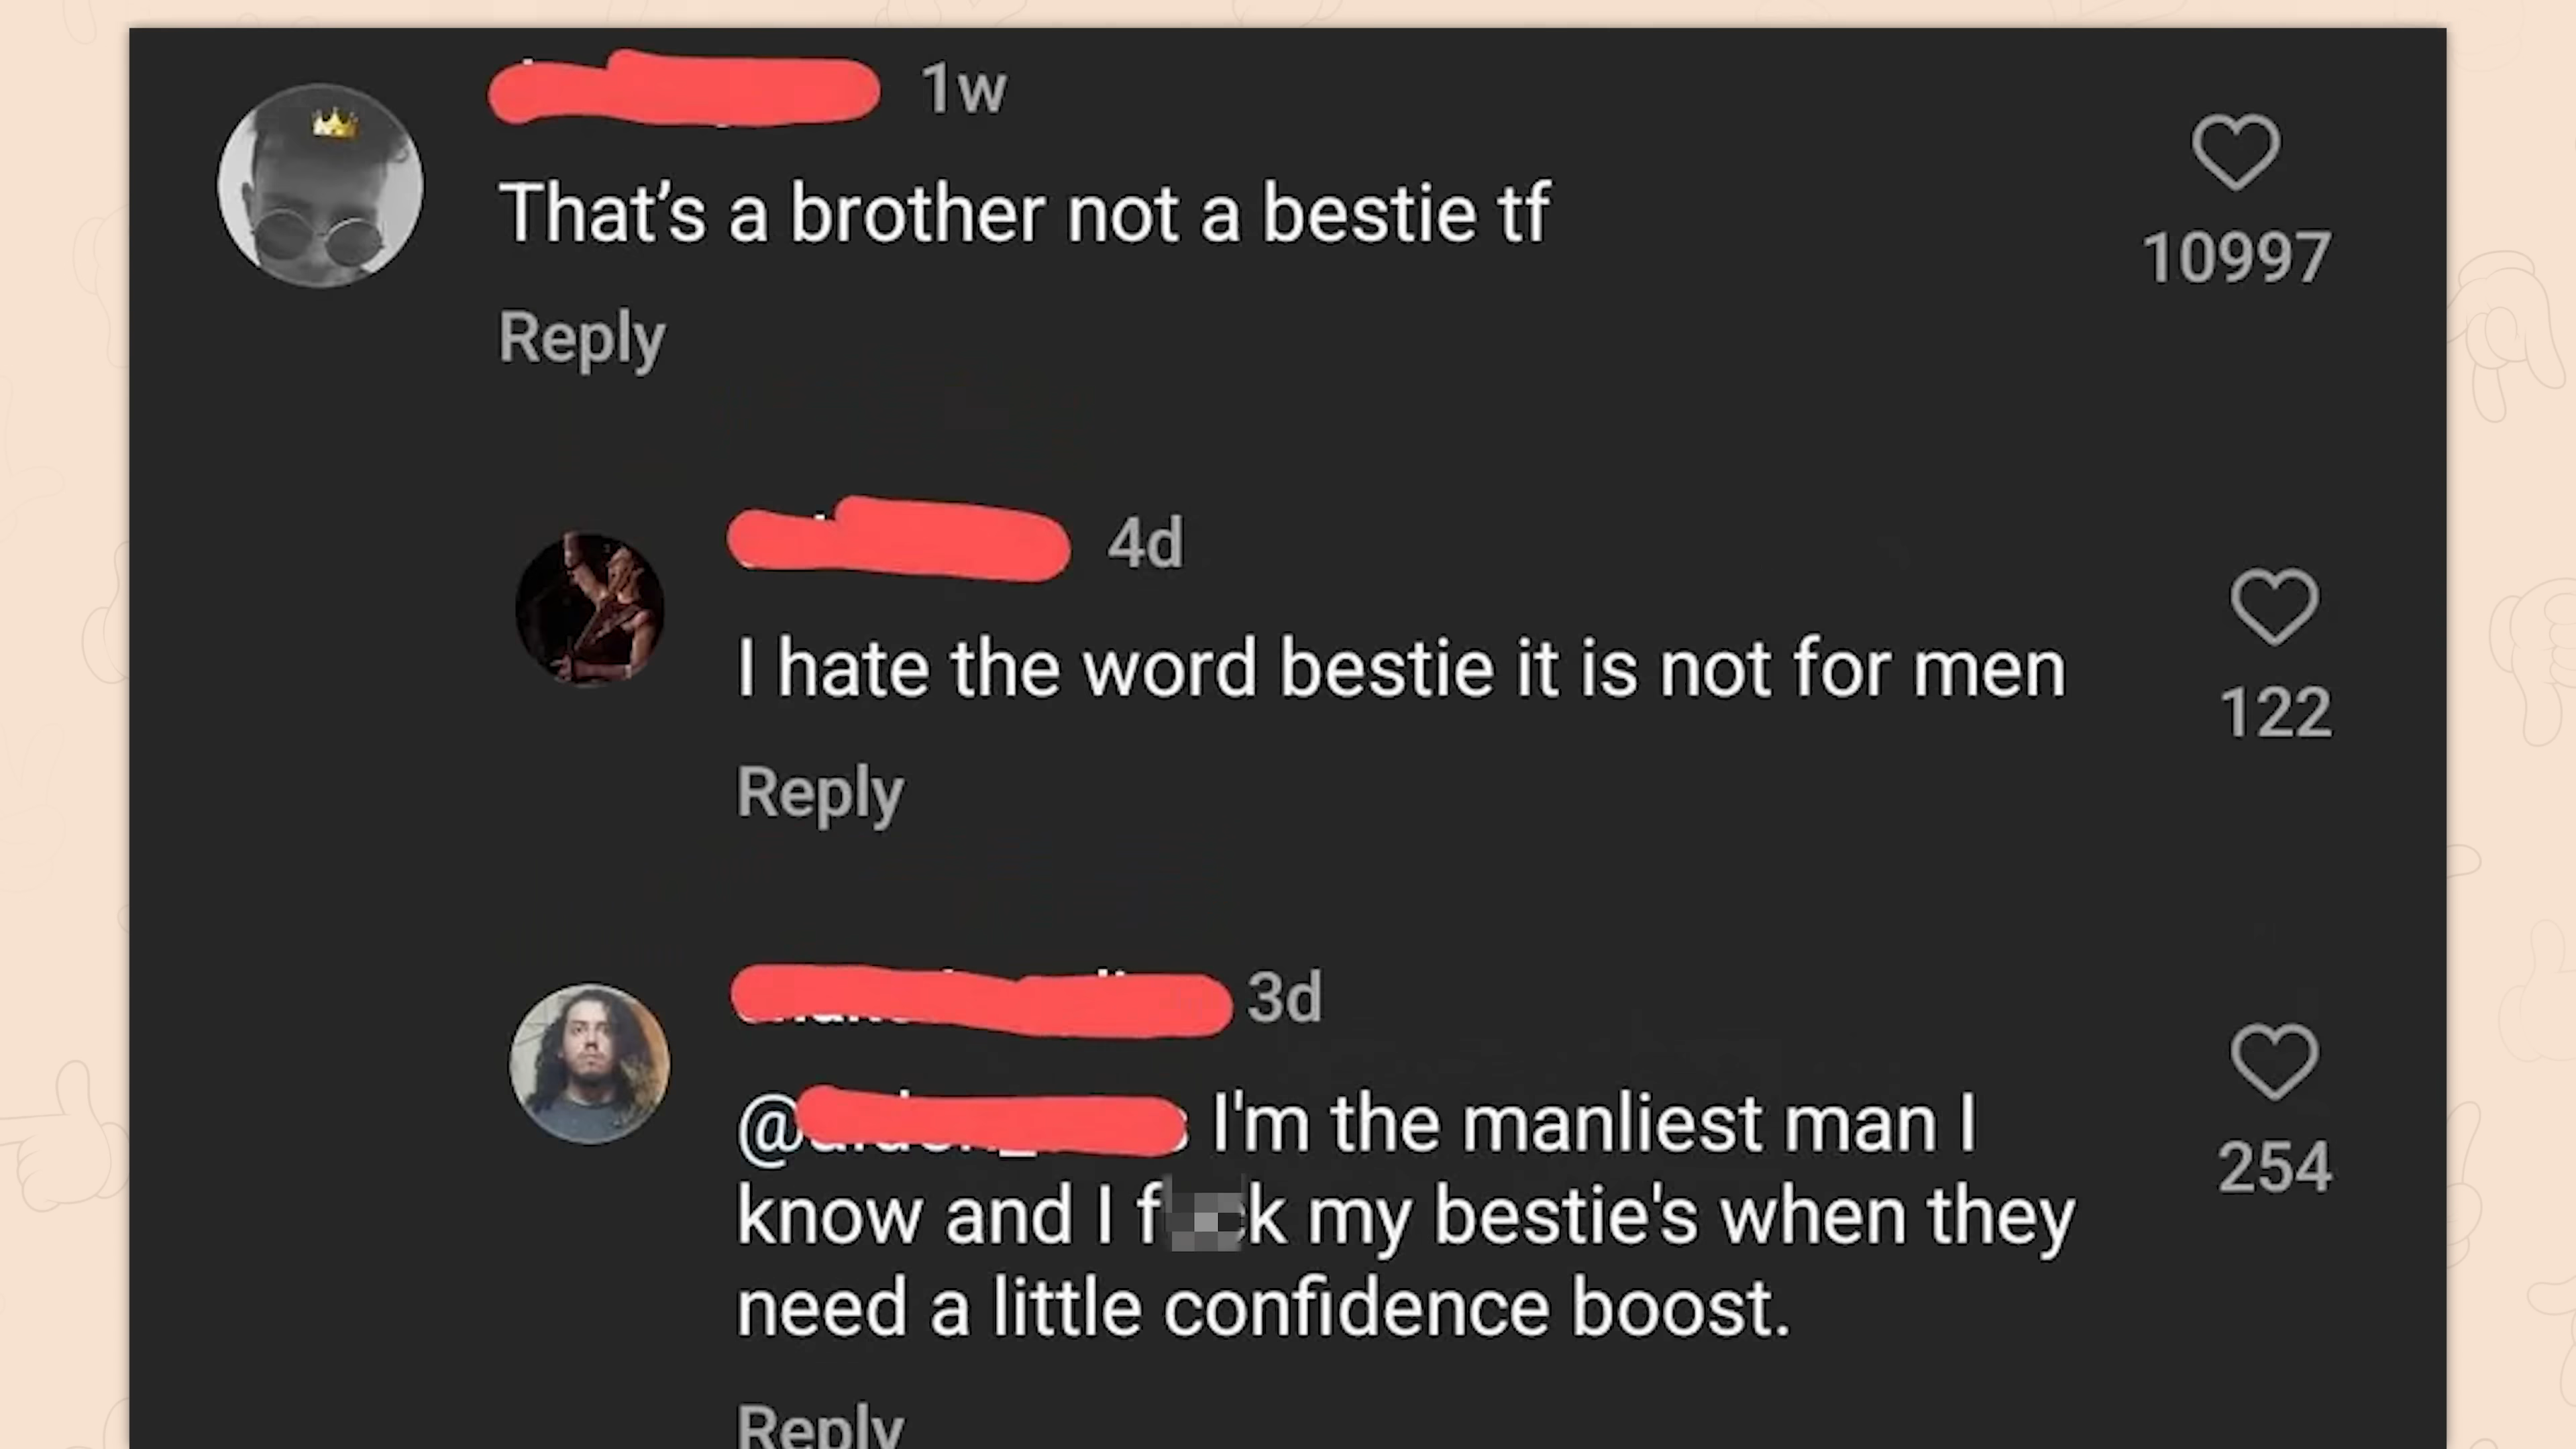 1w
That's a brother not a bestie tf
10997
Reply
4d
I hate the word bestie it is not for men
122
Reply
3d
@ I'm the manliest man I
know and I f k my bestie's when they
need a little confidence boost.
254
Reply